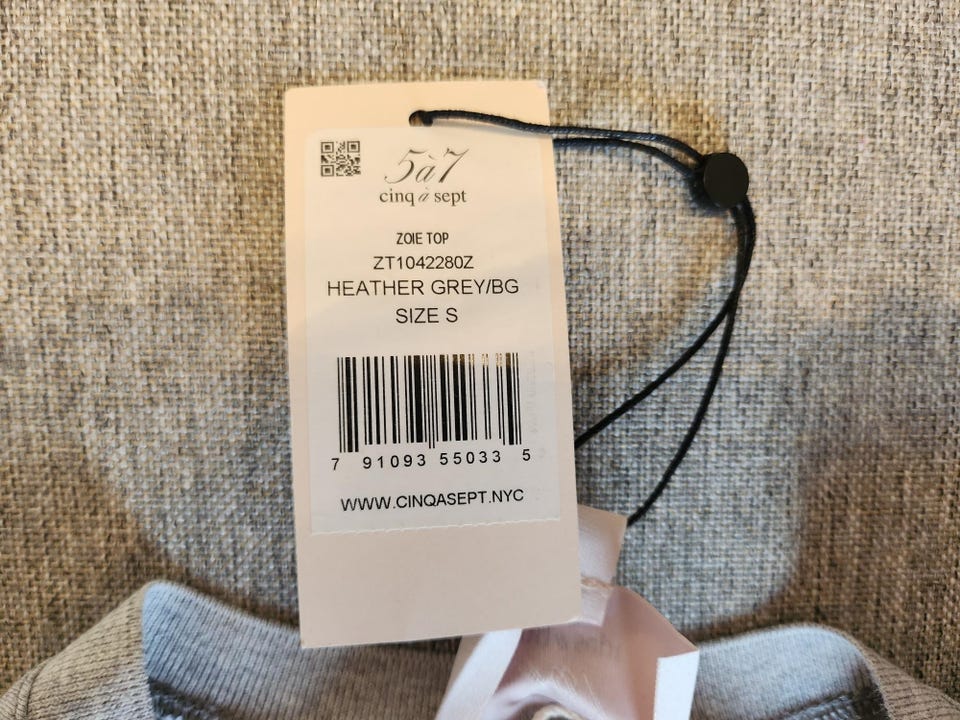 5à7
cinq à sept
ZOIE TOP
ZT1042280Z
HEATHER GREY/BG
SIZE S
7 91093 55033 5
WWW.CINQASEPT.NYC